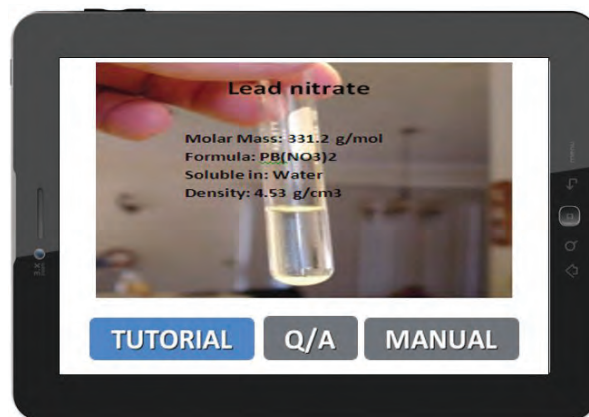 Lead nitrate
Molar Mass: 331.2 g/mol
Formula: PB(NO3)2
Soluble in: Water
Density: 4.53 g/cm3
TUTORIAL
Q/A
MANUAL